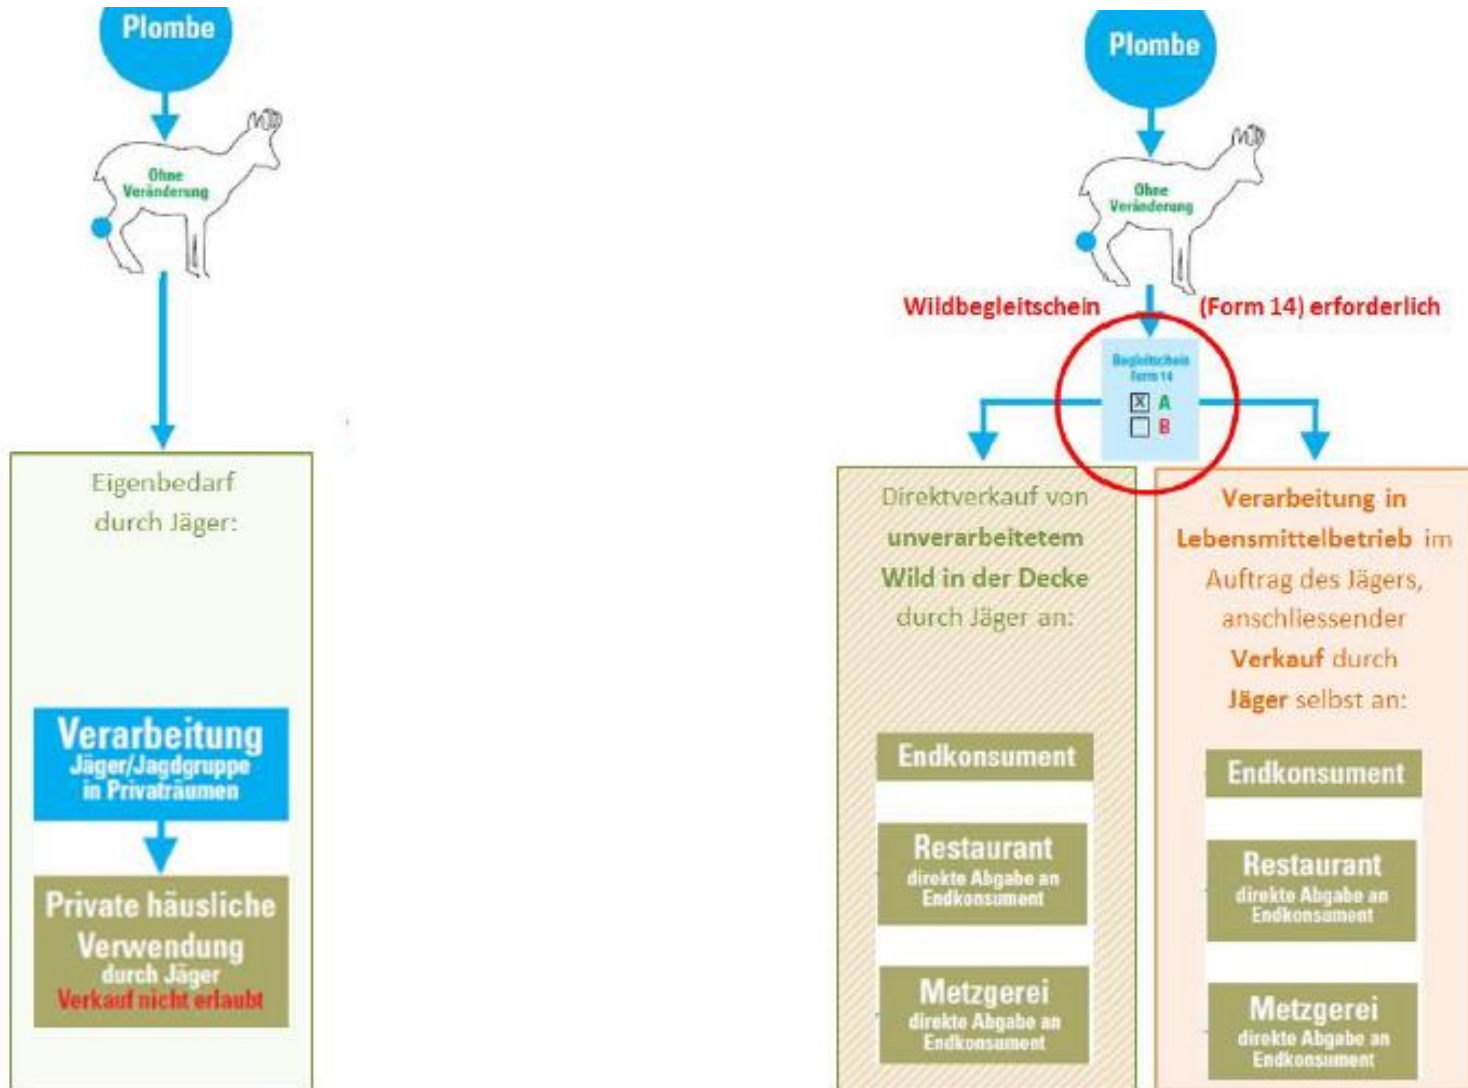 Plombe
Ohne
Veränderung
Eigenbedarf
durch Jäger:
Verarbeitung
Jäger/Jagdgruppe
in Privaträumen
Private häusliche
Verwendung
durch Jäger
Verkauf nicht erlaubt
Plombe
Ohne
Veränderung
Wildbegleitschein (Form 14) erforderlich
Begleitschein
Form 14
X A
B
Direktverkauf von
unverarbeitetem
Wild in der Decke
durch Jäger an:
Endkonsument
Restaurant
direkte Abgabe an
Endkonsument
Metzgerei
direkte Abgabe an
Endkonsument
Verarbeitung in
Lebensmittelbetrieb im
Auftrag des Jägers,
anschliessender
Verkauf durch
Jäger selbst an:
Endkonsument
Restaurant
direkte Abgabe an
Endkonsument
Metzgerei
direkte Abgabe an
Endkonsument